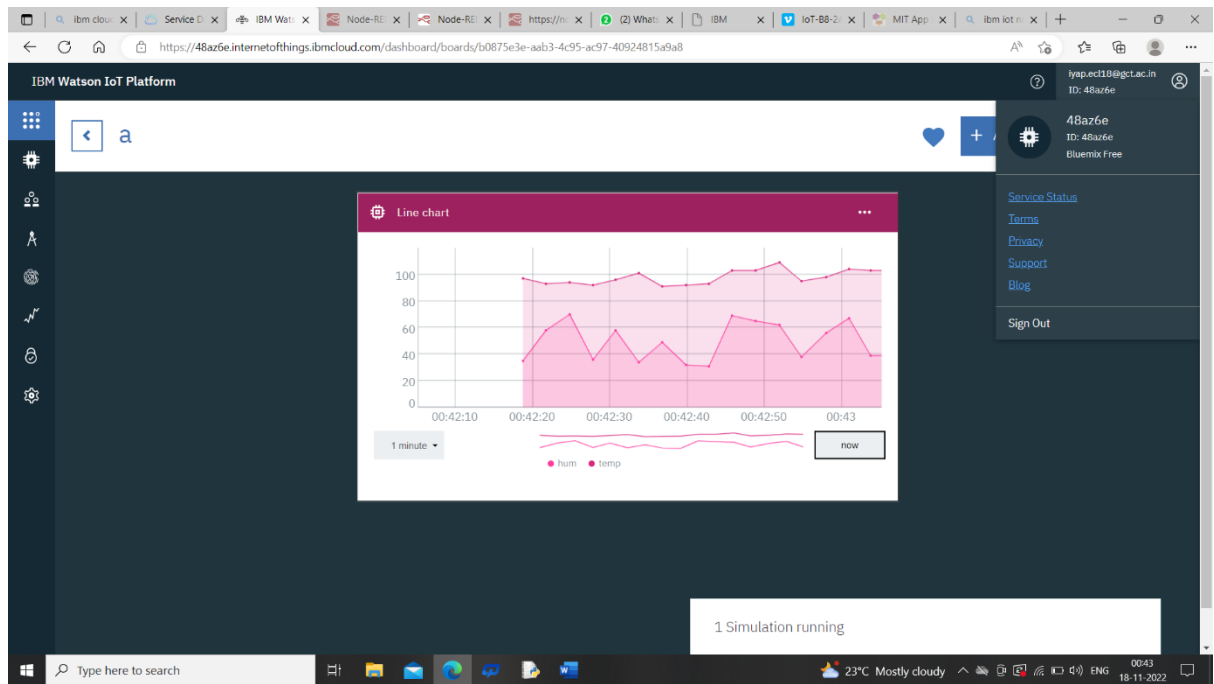 ibm clou
Service D
IBM Wats
Node-RE
Node-RE
https://no
(2) Whats
IBM
IoT-B8-2
MIT App
ibm iot n
https://48az6e.internetofthings.ibmcloud.com/dashboard/boards/b0875e3e-aab3-4c95-ac97-40924815a9a8
IBM Watson IoT Platform
iyap.ecl18@gct.ac.in
ID: 48az6e
a
+
48az6e
ID: 48az6e
Bluemix Free
Service Status
Terms
Privacy
Support
Blog
Sign Out
Line chart
100
80
60
40
20
0
00:42:10 00:42:20 00:42:30 00:42:40 00:42:50 00:43
1 minute
now
hum temp
1 Simulation running
Type here to search
23°C Mostly cloudy
ENG
00:43
18-11-2022